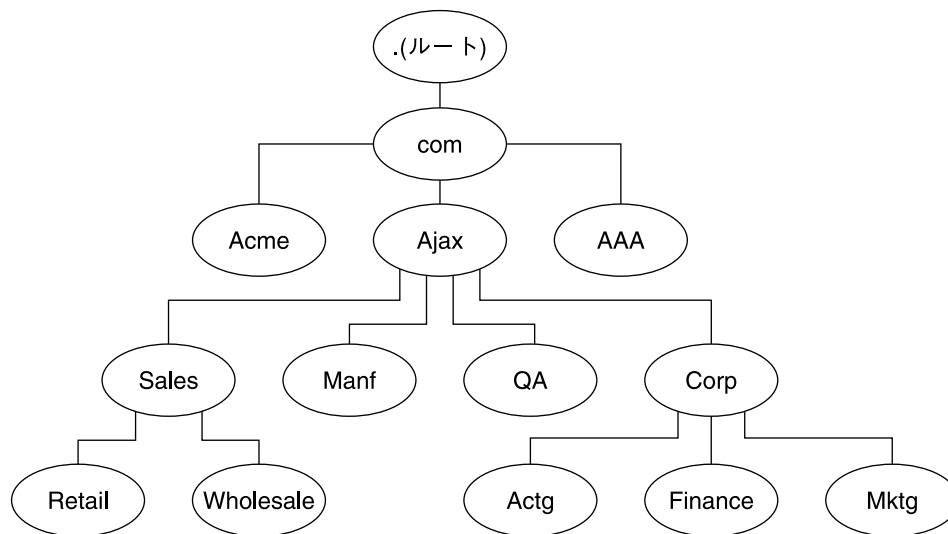 .(ルート)
com
Acme
Ajax
AAA
Sales
Manf
QA
Corp
Retail
Wholesale
Actg
Finance
Mktg